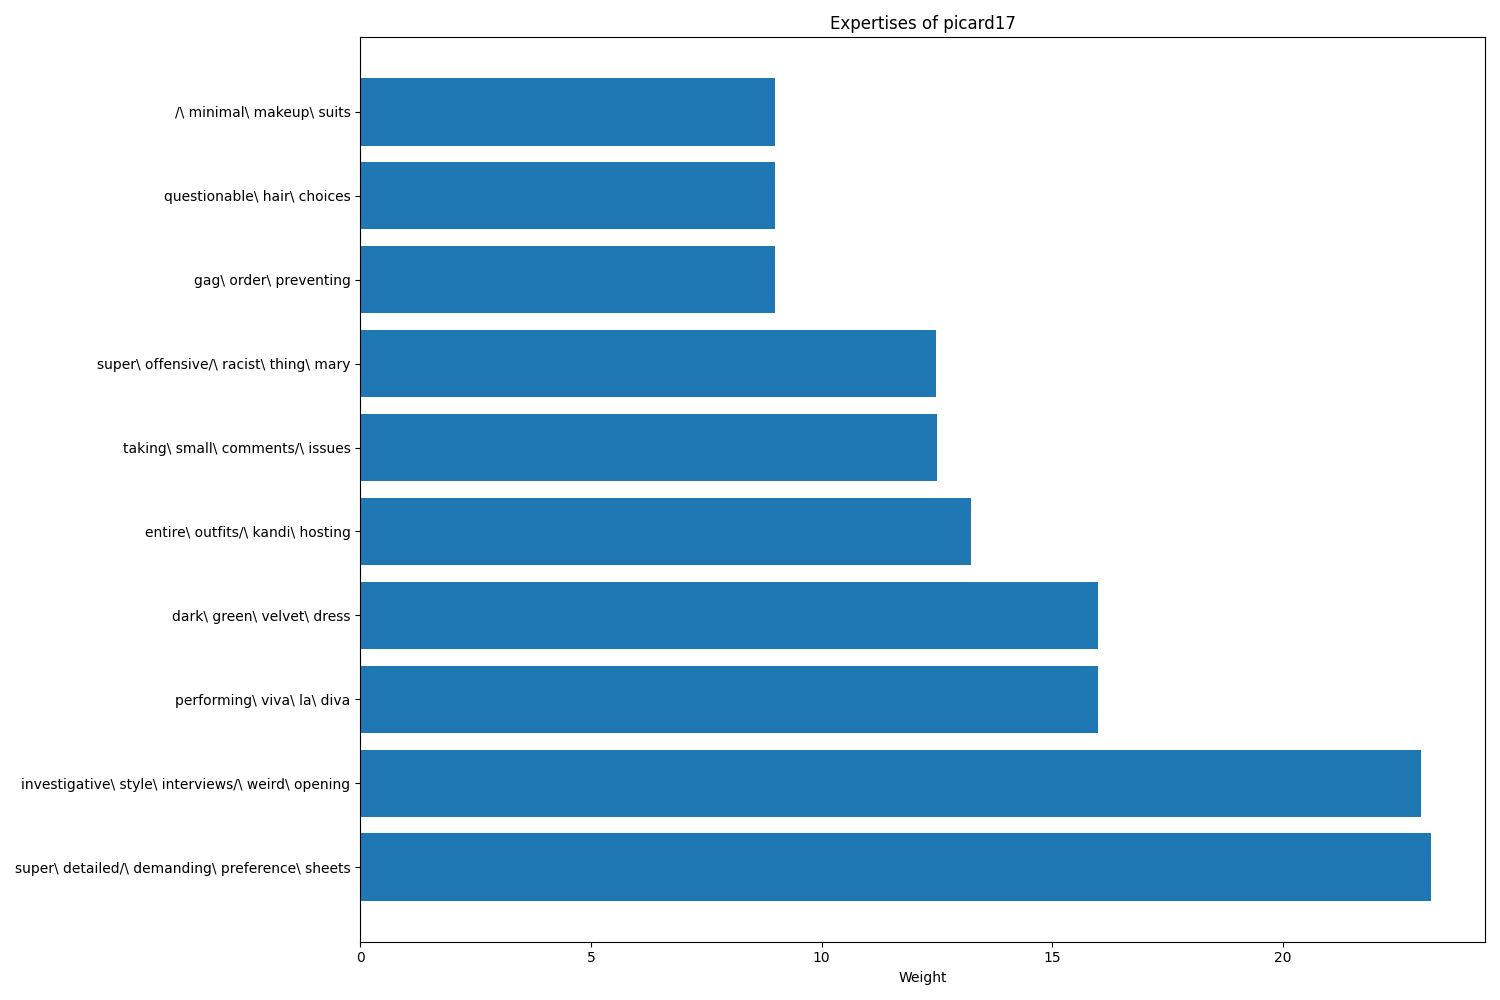 Expertises of picard17
/\ minimal\ makeup\ suits
questionable\ hair\ choices
gag\ order\ preventing
super\ offensive/\ racist\ thing\ mary
taking\ small\ comments/\ issues
entire\ outfits/\ kandi\ hosting
dark\ green\ velvet\ dress
performing\ viva\ la\ diva
investigative\ style\ interviews/\ weird\ opening
super\ detailed/\ demanding\ preference\ sheets
0 5 10 15 20
Weight